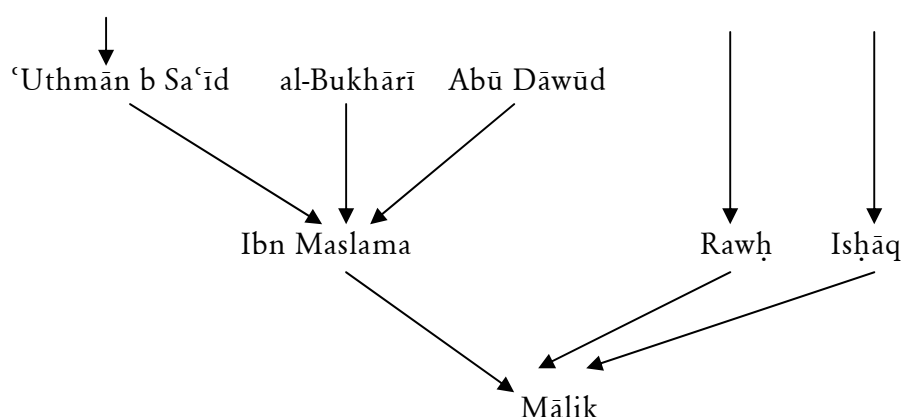 ʿUthmān b Saʿīd al-Bukhārī Abū Dāwūd
Ibn Maslama Rawḥ Isḥāq
Mālik